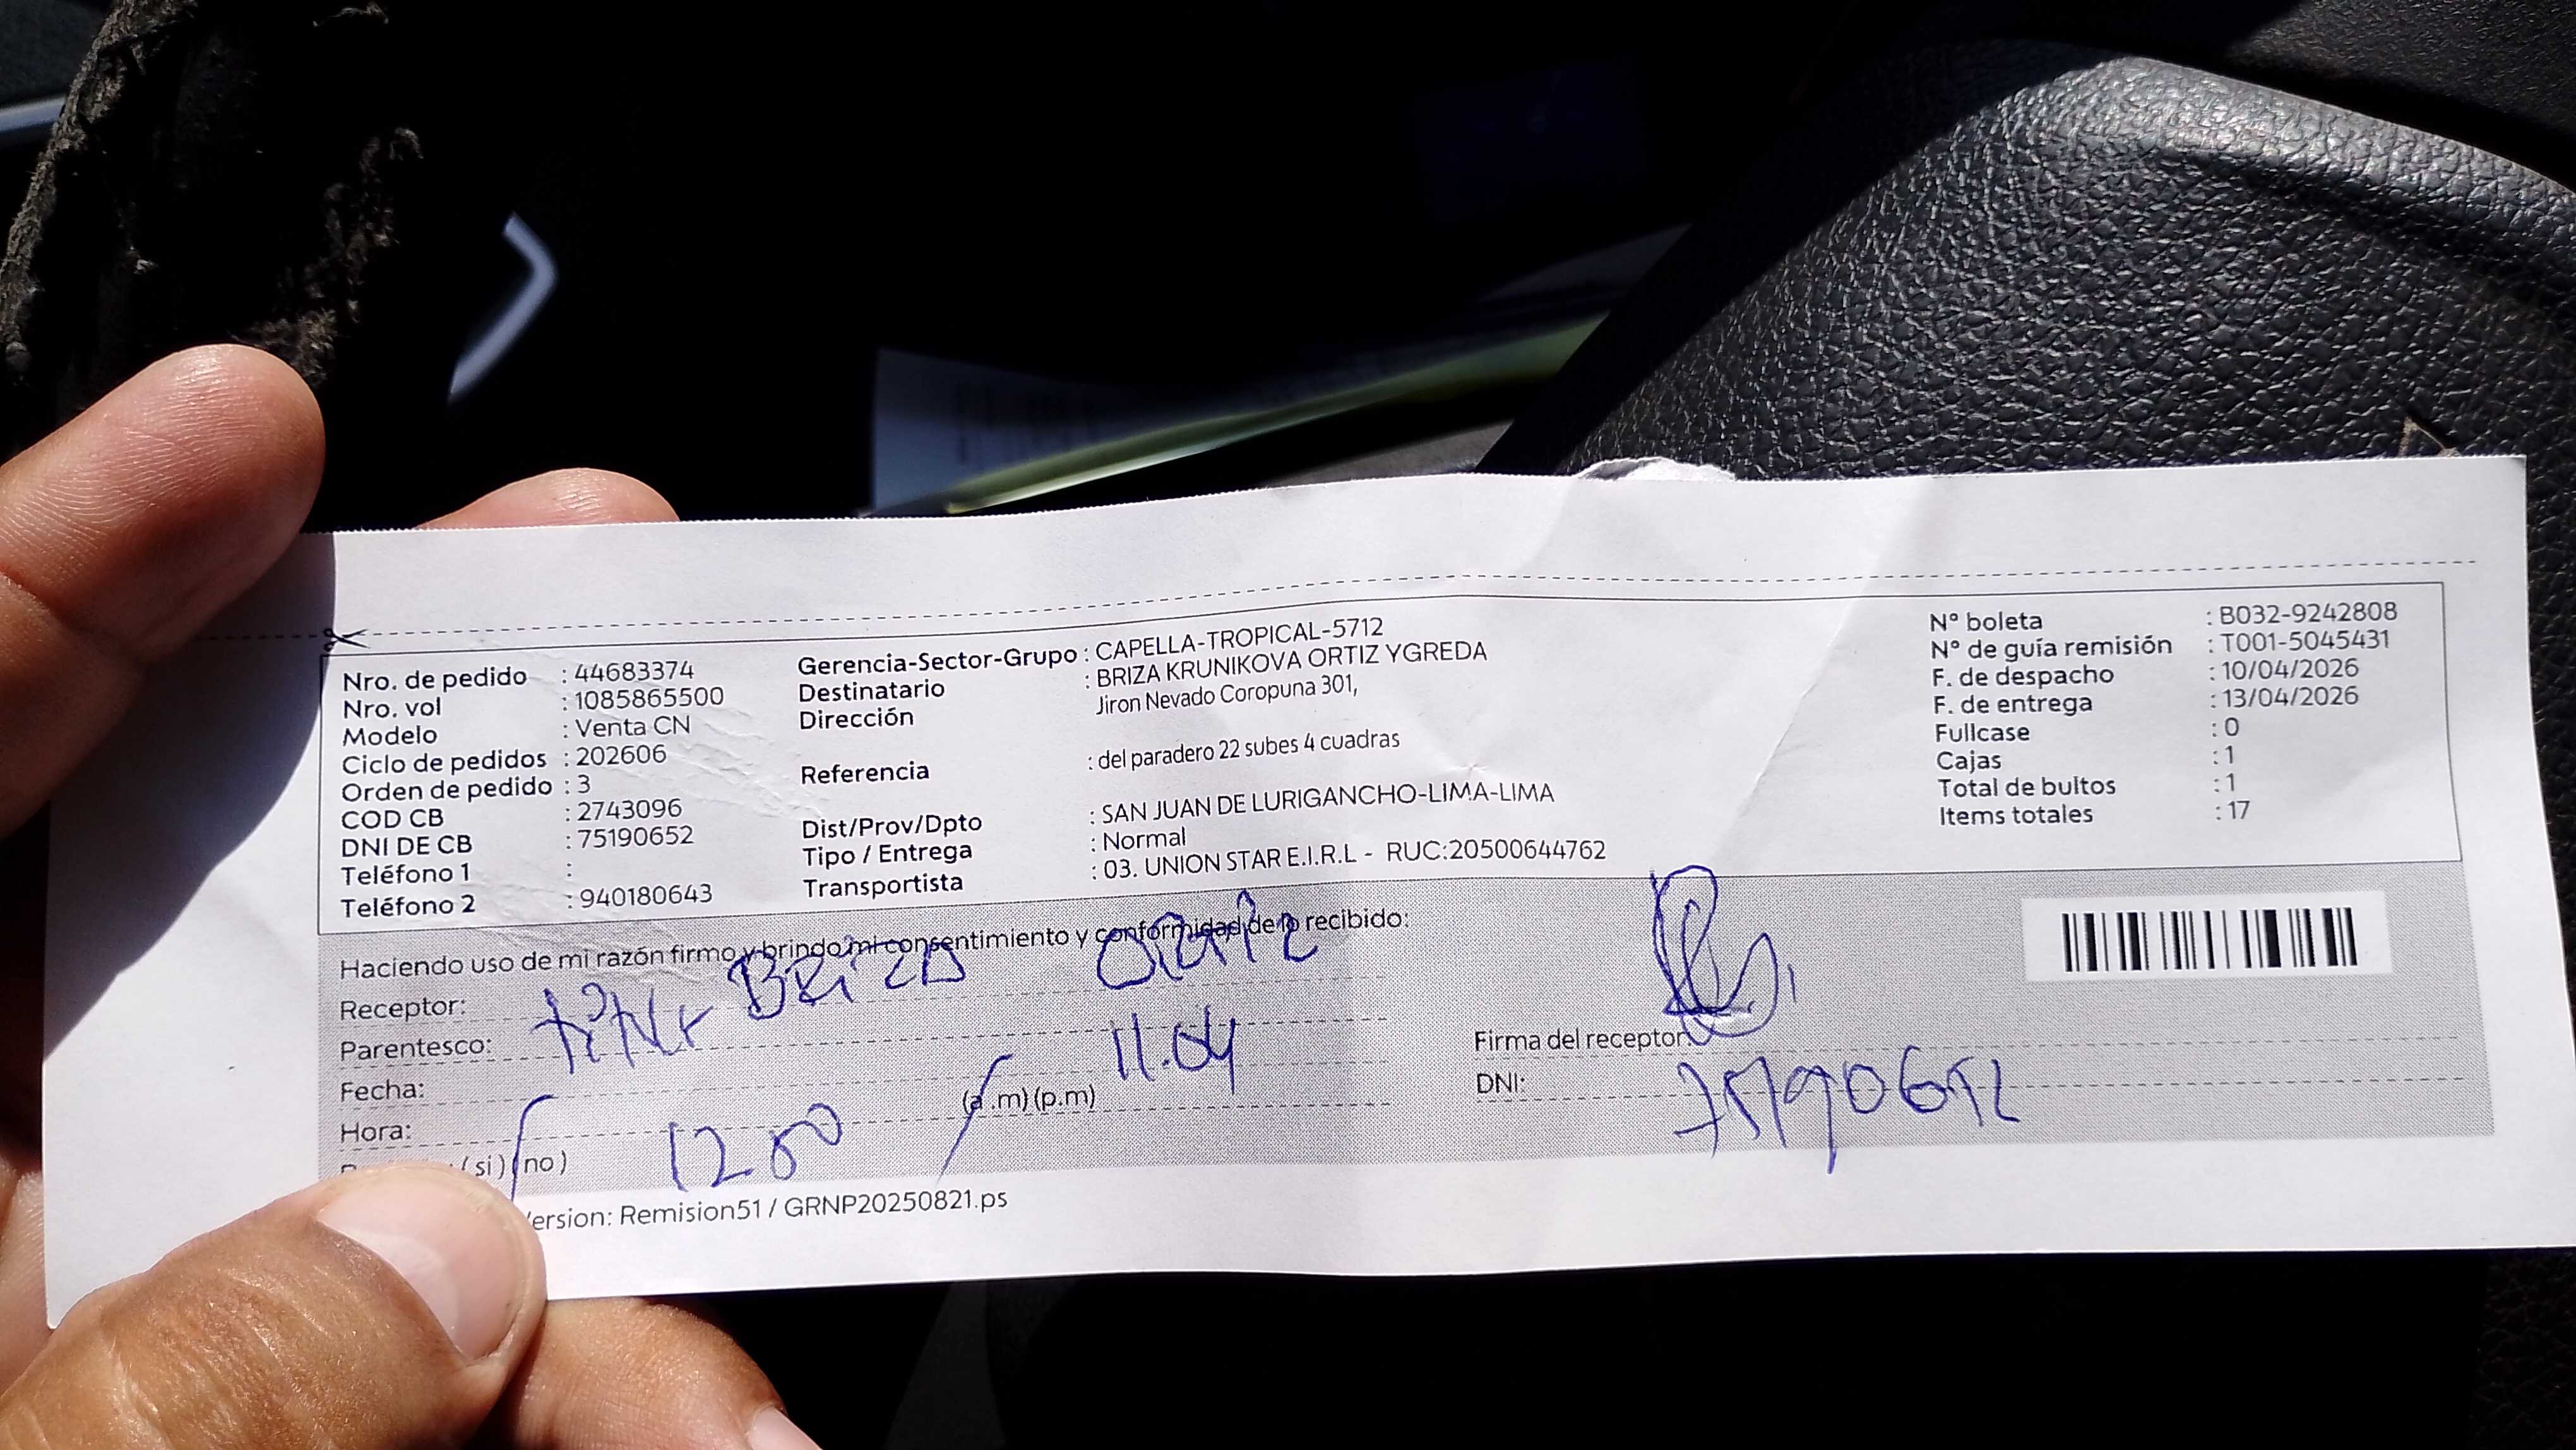 Nro. de pedido : 44683374
Nro. vol : 1085865500
Modelo : Venta CN
Ciclo de pedidos : 202606
Orden de pedido : 3
COD CB : 2743096
DNI DE CB : 75190652
Teléfono 1 :
Teléfono 2 : 940180643
Gerencia-Sector-Grupo : CAPELLA-TROPICAL-5712
Destinatario : BRIZA KRUNIKOVA ORTIZ YGREDA
Dirección Jiron Nevado Coropuna 301,
Referencia : del paradero 22 subes 4 cuadras
Dist/Prov/Dpto : SAN JUAN DE LURIGANCHO-LIMA-LIMA
Tipo / Entrega : Normal
Transportista : 03. UNION STAR E.I.R.L - RUC:20500644762
N° boleta : B032-9242808
N° de guía remisión : T001-5045431
F. de despacho : 10/04/2026
F. de entrega : 13/04/2026
Fullcase : 0
Cajas : 1
Total de bultos : 1
Items totales : 17
Haciendo uso de mi razón firmo y brindo mi consentimiento y conformidad de lo recibido:
Receptor: Briza Ortiz
Parentesco:
Fecha: 11.04
Hora: 12 00 (a.m) (p.m)
(si) (no)
Firma del receptor
DNI: 75190652
ersion: Remision51 / GRNP20250821.ps